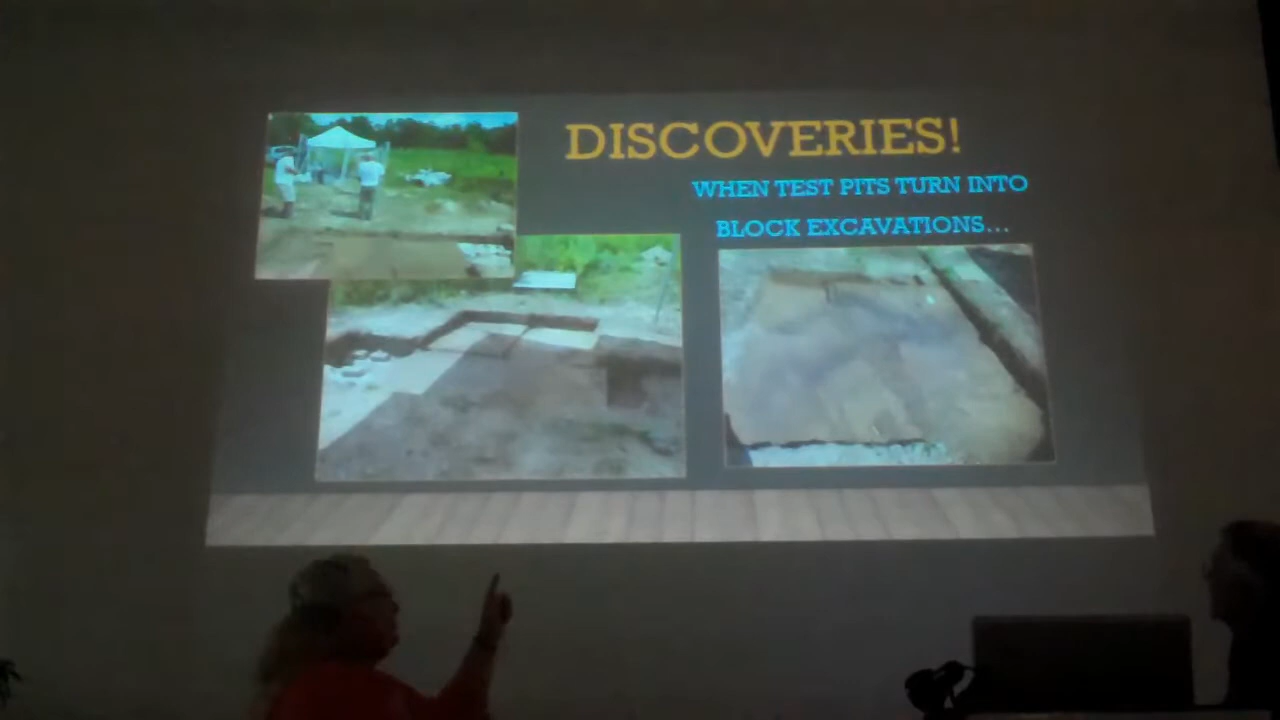 DISCOVERIES!
WHEN TEST PITS TURN INTO
BLOCK EXCAVATIONS...